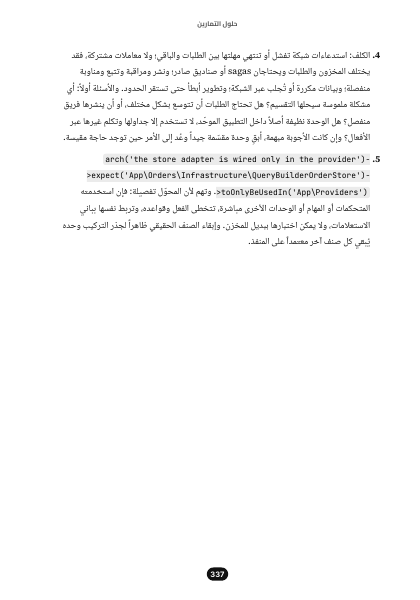 حلول التمارين
4. الكلف: استدعاءات شبكة تفشل أو تنتهي مهلتها بين الطلبات والباقي؛ ولا معاملات مشتركة، فقد
يختلف المخزون والطلبات ويحتاجان sagas أو صناديق صادر؛ ونشر ومراقبة وتتبع ومناوبة
منفصلة؛ وبيانات مكررة أو تُجلب عبر الشبكة؛ وتطوير أبطأ حتى تستقر الحدود. والأسئلة أولاً: أي
مشكلة ملموسة سيحلها التقسيم؟ هل تحتاج الطلبات أن تتوسع بشكل مختلف، أو أن ينشرها فريق
منفصل؟ هل الوحدة نظيفة أصلاً داخل التطبيق الموحّد، لا تستخدم إلا جداولها وتكلم غيرها عبر
الأفعال؟ وإن كانت الأجوبة مبهمة، أبقِ وحدة مقسّمة جيداً وعُد إلى الأمر حين توجد حاجة مقيسة.
5. arch('the store adapter is wired only in the provider')-
>expect('App\Orders\Infrastructure\QueryBuilderOrderStore')-
>toOnlyBeUsedIn('App\Providers'). وتهم لأن المحوّل تفصيلة: فإن استخدمته
المتحكمات أو المهام أو الوحدات الأخرى مباشرة، تتخطى الفعل وقواعده، وتربط نفسها بباني
الاستعلامات، ولا يمكن اختبارها ببديل للمخزن. وإبقاء الصنف الحقيقي ظاهراً لجذر التركيب وحده
يُبقي كل صنف آخر معتمداً على المنفذ.
337